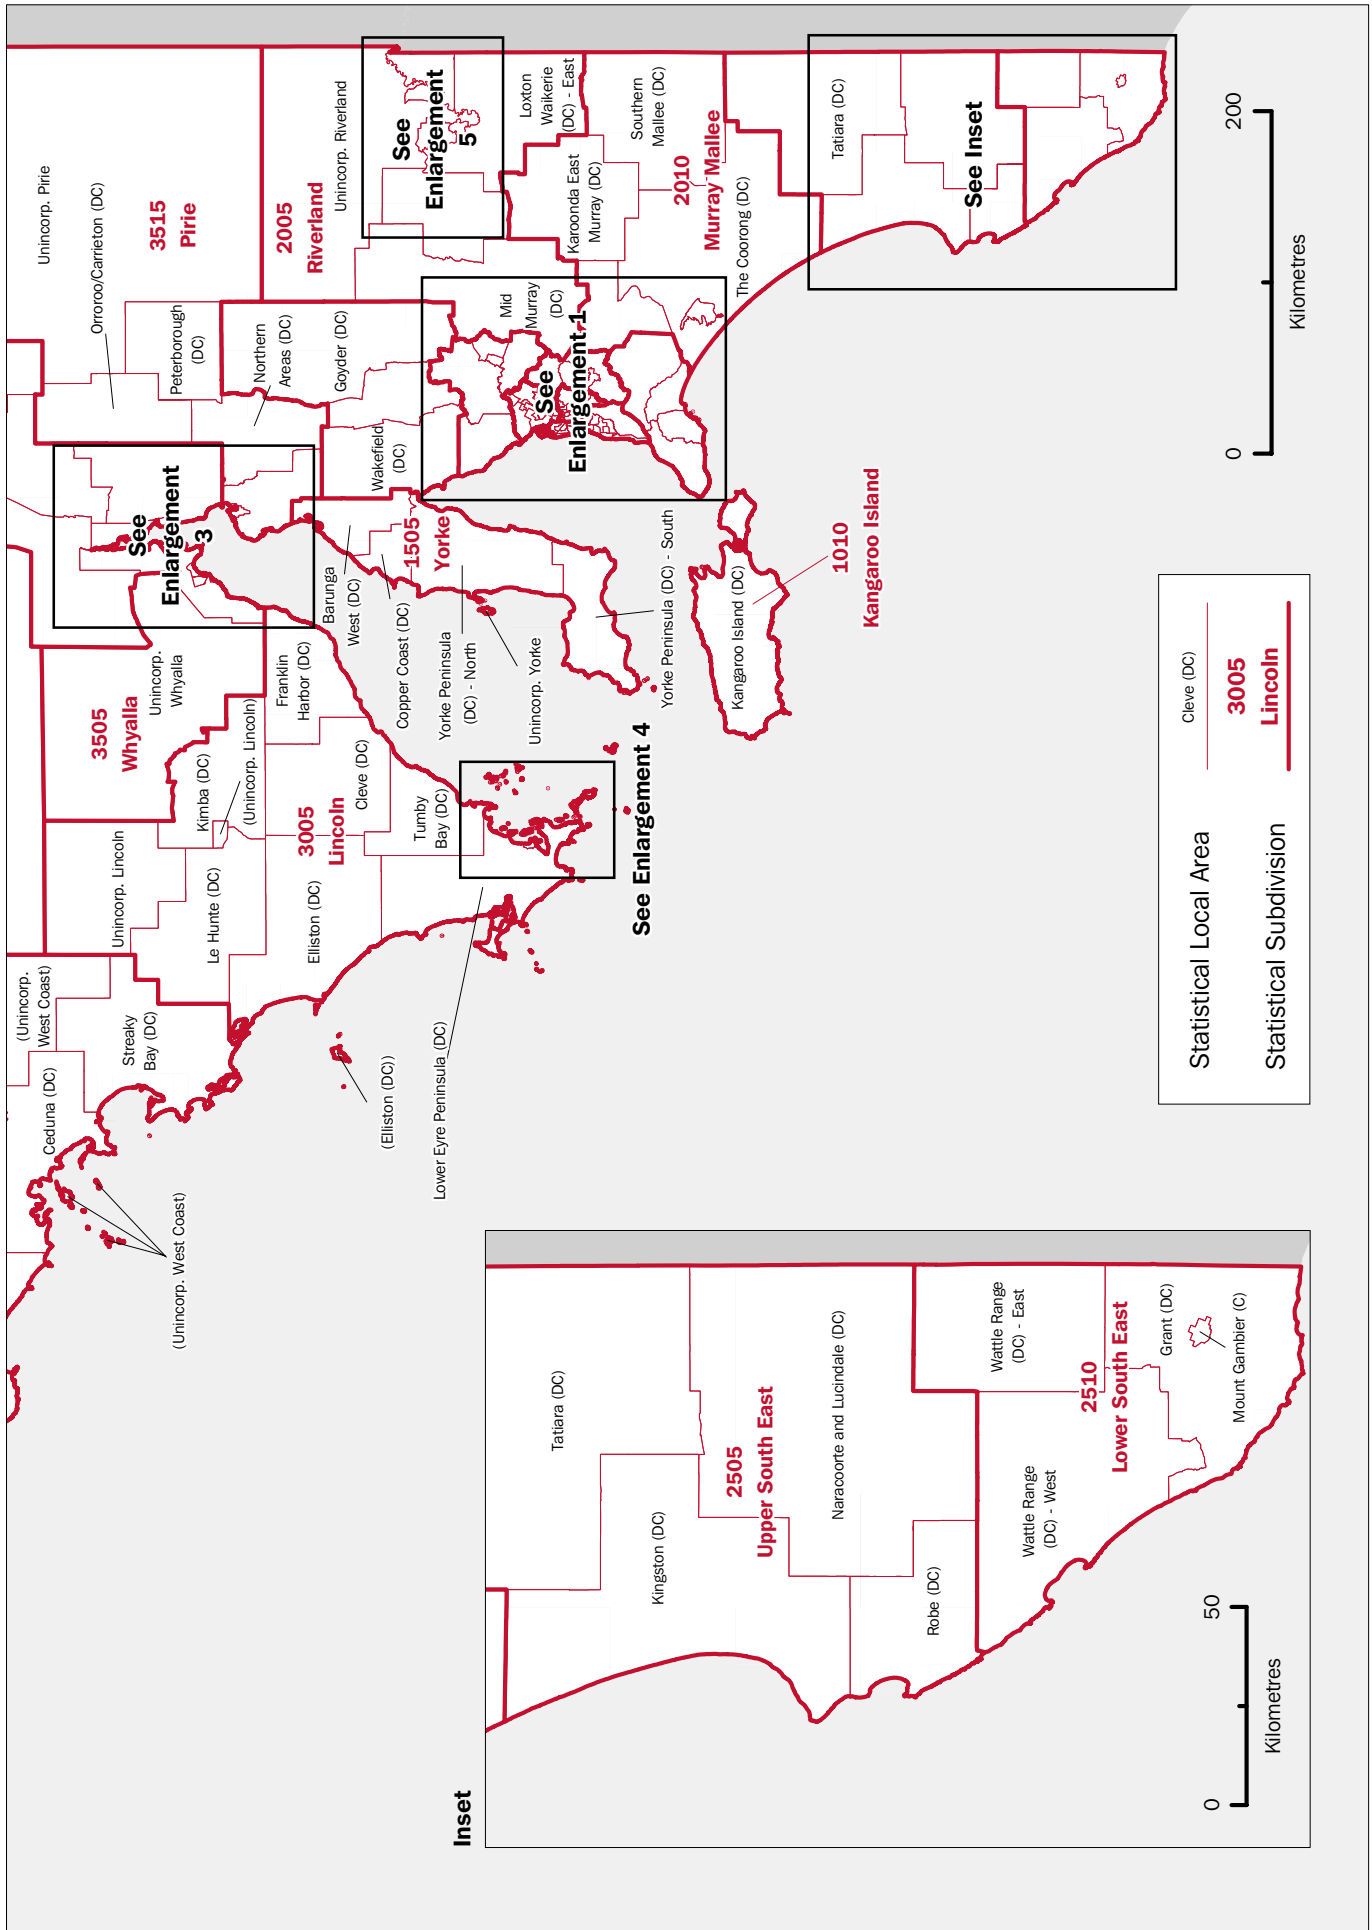 Unincorp. Pirie
Orroroo/Carrieton (DC)
3515
Pirie
Peterborough
(DC)
2005
Riverland
Unincorp. Riverland
Northern
Areas (DC)
Goyder (DC)
Wakefield
(DC)
See
Enlargement
5
Loxton
Waikerie
(DC) - East
Karoonda East
Murray (DC)
Southern
Mallee (DC)
2010
Murray Mallee
The Coorong (DC)
Mid
Murray
(DC)
See
Enlargement 1
Tatiara (DC)
See Inset
See
Enlargement
3
Barunga
West (DC)
1505
Yorke
Copper Coast (DC)
Yorke Peninsula
(DC) - North
Unincorp. Yorke
Yorke Peninsula (DC) - South
Kangaroo Island (DC)
1010
Kangaroo Island
3505
Whyalla
Unincorp.
Whyalla
Franklin
Harbor (DC)
Kimba (DC)
(Unincorp. Lincoln)
3005
Lincoln
Cleve (DC)
Tumby
Bay (DC)
See Enlargement 4
Unincorp. Lincoln
Le Hunte (DC)
Elliston (DC)
(Unincorp.
West Coast)
Streaky
Bay (DC)
Ceduna (DC)
(Elliston (DC))
Lower Eyre Peninsula (DC)
(Unincorp. West Coast)
0
200
Kilometres
Statistical Local Area
Cleve (DC)
Statistical Subdivision
3005
Lincoln
Inset
Tatiara (DC)
Kingston (DC)
2505
Upper South East
Naracoorte and Lucindale (DC)
Robe (DC)
Wattle Range
(DC) - East
Wattle Range
(DC) - West
2510
Lower South East
Grant (DC)
Mount Gambier (C)
0
50
Kilometres